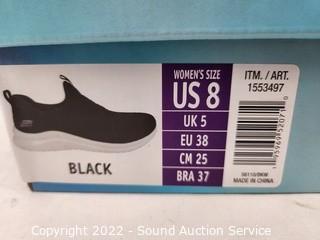 WOMEN'S SIZE
US 8
UK 5
EU 38
CM 25
BRA 37
BLACK
ITM. / ART.
1553497
MADE IN CHINA
Copyright 2022 - Sound Auction Service